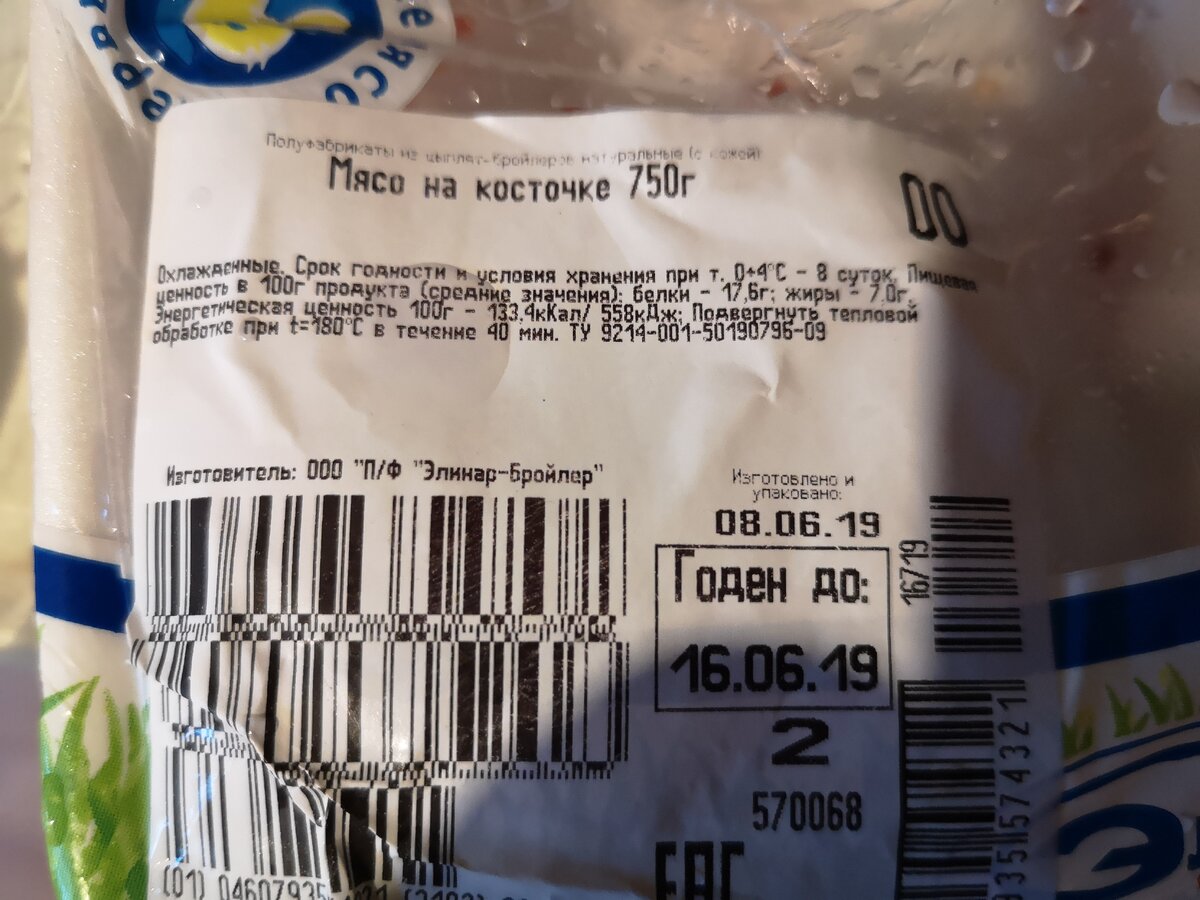 Полуфабрикаты из цыплят-бройлеров натуральные (с кожей)
Мясо на косточке 750г
00
Охлажденные. Срок годности и условия хранения при т. 0+4°С - 8 суток. Пищевая
ценность в 100г продукта (средние значения): белки - 17,6г; жиры - 7,0г.
Энергетическая ценность 100г - 133,4кКал/ 558кДж; Подвергнуть тепловой
обработке при t=180°С в течение 40 мин. ТУ 9214-001-50190796-09
Изготовитель: ООО "П/Ф "Элинар-Бройлер"
Изготовлено и
упаковано:
08.06.19
Годен до:
16.06.19
2
570068
EAC
16719
935574321
(01) 04607935